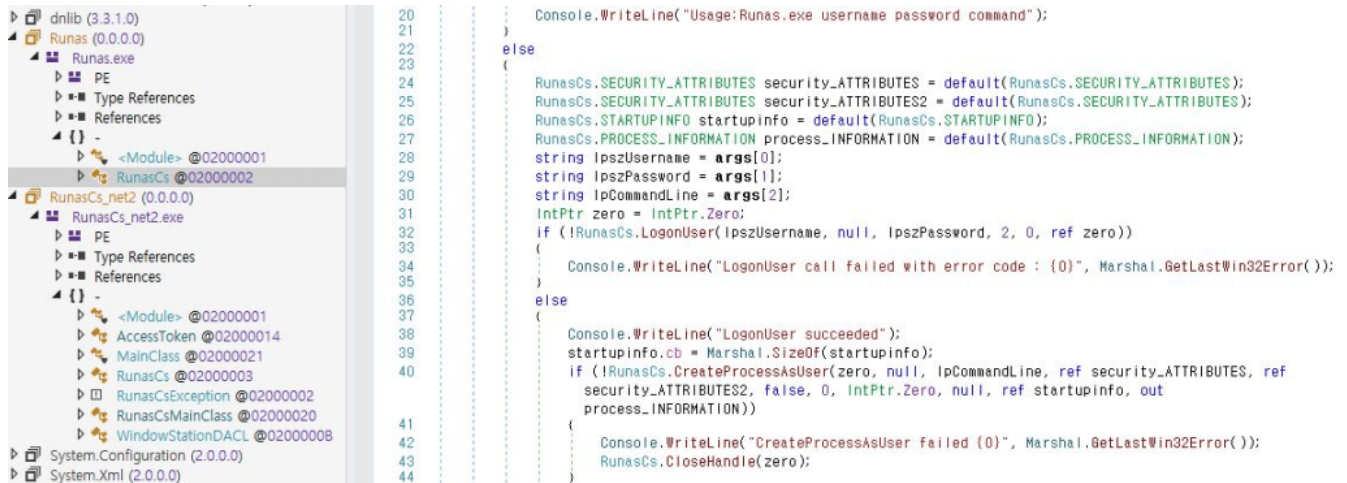 dnlib (3.3.1.0)
Runas (0.0.0.0)
Runas.exe
PE
Type References
References
{} -
<Module> @02000001
RunasCs @02000002
RunasCs_net2 (0.0.0.0)
RunasCs_net2.exe
PE
Type References
References
{} -
<Module> @02000001
AccessToken @02000014
MainClass @02000021
RunasCs @02000003
RunasCsException @02000002
RunasCsMainClass @02000020
WindowStationDACL @0200000B
System.Configuration (2.0.0.0)
System.Xml (2.0.0.0)
20 Console.WriteLine("Usage:Runas.exe username password command");
21 }
22 else
23 {
24 RunasCs.SECURITY_ATTRIBUTES security_ATTRIBUTES = default(RunasCs.SECURITY_ATTRIBUTES);
25 RunasCs.SECURITY_ATTRIBUTES security_ATTRIBUTES2 = default(RunasCs.SECURITY_ATTRIBUTES);
26 RunasCs.STARTUPINFO startupinfo = default(RunasCs.STARTUPINFO);
27 RunasCs.PROCESS_INFORMATION process_INFORMATION = default(RunasCs.PROCESS_INFORMATION);
28 string lpszUsername = args[0];
29 string lpszPassword = args[1];
30 string lpCommandLine = args[2];
31 IntPtr zero = IntPtr.Zero;
32 if (!RunasCs.LogonUser(lpszUsername, null, lpszPassword, 2, 0, ref zero))
33 {
34 Console.WriteLine("LogonUser call failed with error code : {0}", Marshal.GetLastWin32Error());
35 }
36 else
37 {
38 Console.WriteLine("LogonUser succeeded");
39 startupinfo.cb = Marshal.SizeOf(startupinfo);
40 if (!RunasCs.CreateProcessAsUser(zero, null, lpCommandLine, ref security_ATTRIBUTES, ref
security_ATTRIBUTES2, false, 0, IntPtr.Zero, null, ref startupinfo, out
process_INFORMATION))
41 {
42 Console.WriteLine("CreateProcessAsUser failed {0}", Marshal.GetLastWin32Error());
43 RunasCs.CloseHandle(zero);
44 }